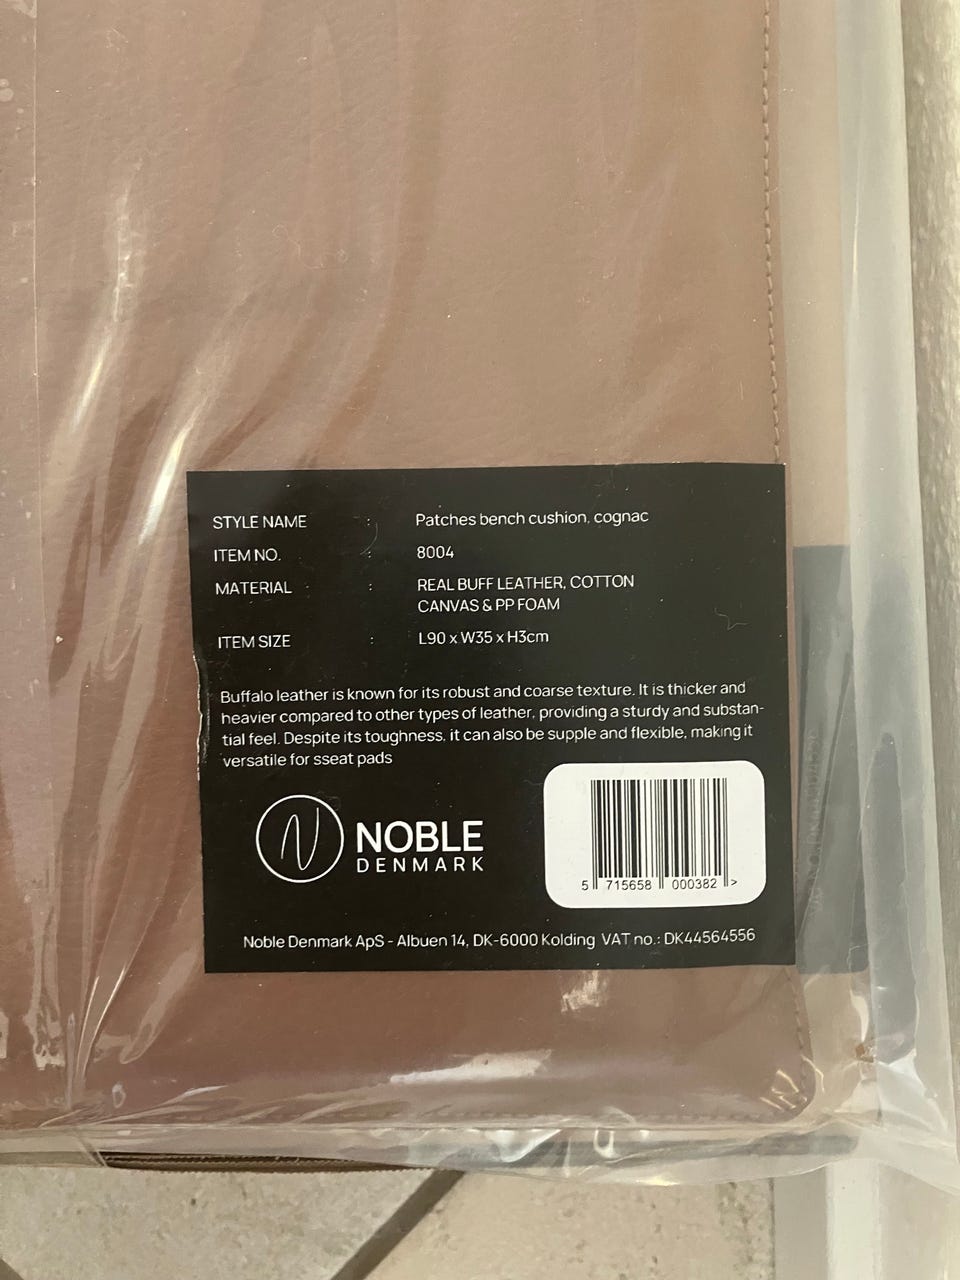 STYLE NAME : Patches bench cushion, cognac
ITEM NO. : 8004
MATERIAL : REAL BUFF LEATHER, COTTON
CANVAS & PP FOAM
ITEM SIZE : L90 x W35 x H3cm
Buffalo leather is known for its robust and coarse texture. It is thicker and
heavier compared to other types of leather, providing a sturdy and substan-
tial feel. Despite its toughness, it can also be supple and flexible, making it
versatile for sseat pads
N NOBLE
DENMARK
5 715658 000382 >
Noble Denmark ApS - Albuen 14, DK-6000 Kolding VAT no.: DK44564556